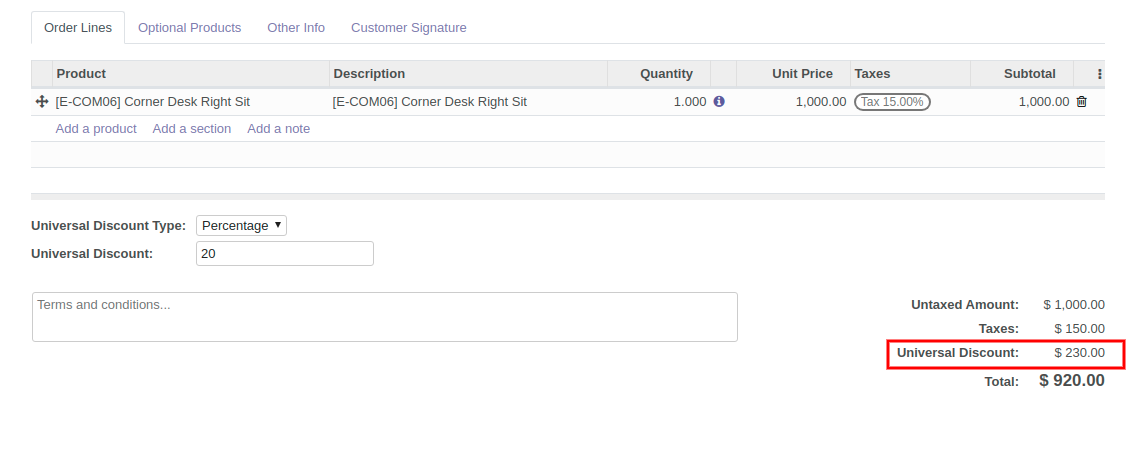 Order Lines Optional Products Other Info Customer Signature
Product Description Quantity Unit Price Taxes Subtotal
[E-COM06] Corner Desk Right Sit [E-COM06] Corner Desk Right Sit 1.000 1,000.00 Tax 15.00% 1,000.00
Add a product Add a section Add a note
Universal Discount Type: Percentage
Universal Discount: 20
Terms and conditions...
Untaxed Amount: $ 1,000.00
Taxes: $ 150.00
Universal Discount: $ 230.00
Total: $ 920.00